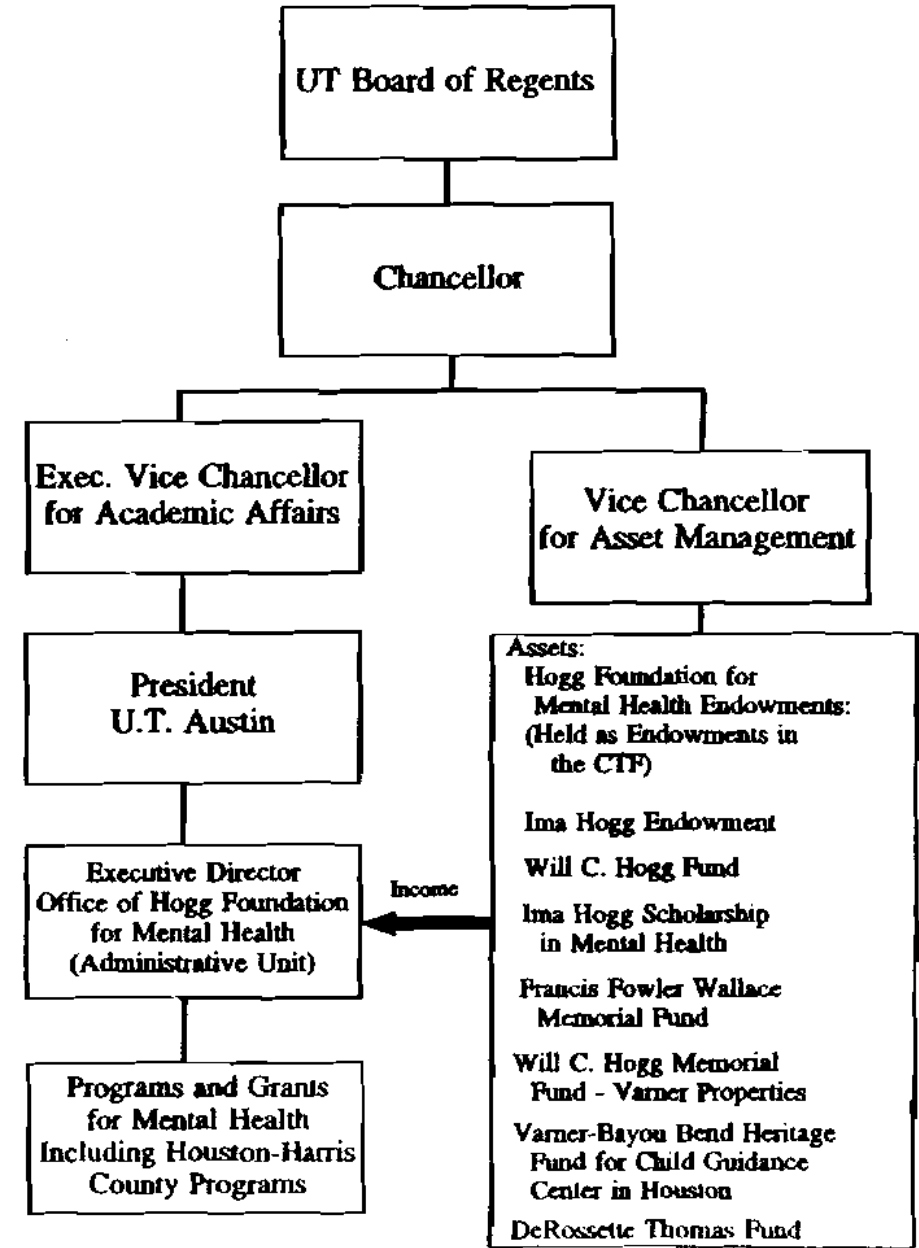 UT Board of Regents
Chancellor
Exec. Vice Chancellor
for Academic Affairs
Vice Chancellor
for Asset Management
President
U.T. Austin
Executive Director
Office of Hogg Foundation
for Mental Health
(Administrative Unit)
Income
Programs and Grants
for Mental Health
Including Houston-Harris
County Programs
Assets:
Hogg Foundation for
Mental Health Endowments:
(Held as Endowments in
the CTF)
Ima Hogg Endowment
Will C. Hogg Fund
Ima Hogg Scholarship
in Mental Health
Francis Fowler Wallace
Memorial Fund
Will C. Hogg Memorial
Fund - Varner Properties
Varner-Bayou Bend Heritage
Fund for Child Guidance
Center in Houston
DeRossette Thomas Fund